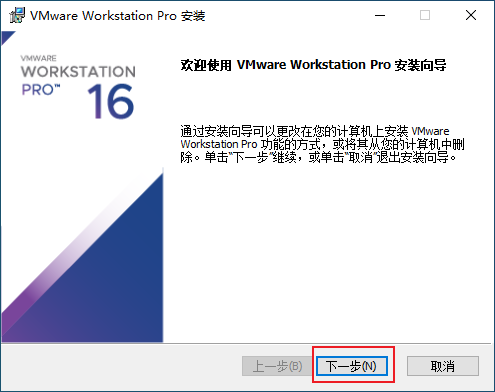 VMware Workstation Pro 安装
VMWARE
WORKSTATION
PRO™ 16
欢迎使用 VMware Workstation Pro 安装向导
通过安装向导可以更改在您的计算机上安装 VMware
Workstation Pro 功能的方式，或将其从您的计算机中删
除。单击“下一步”继续，或单击“取消”退出安装向导。
上一步(B) 下一步(N) 取消